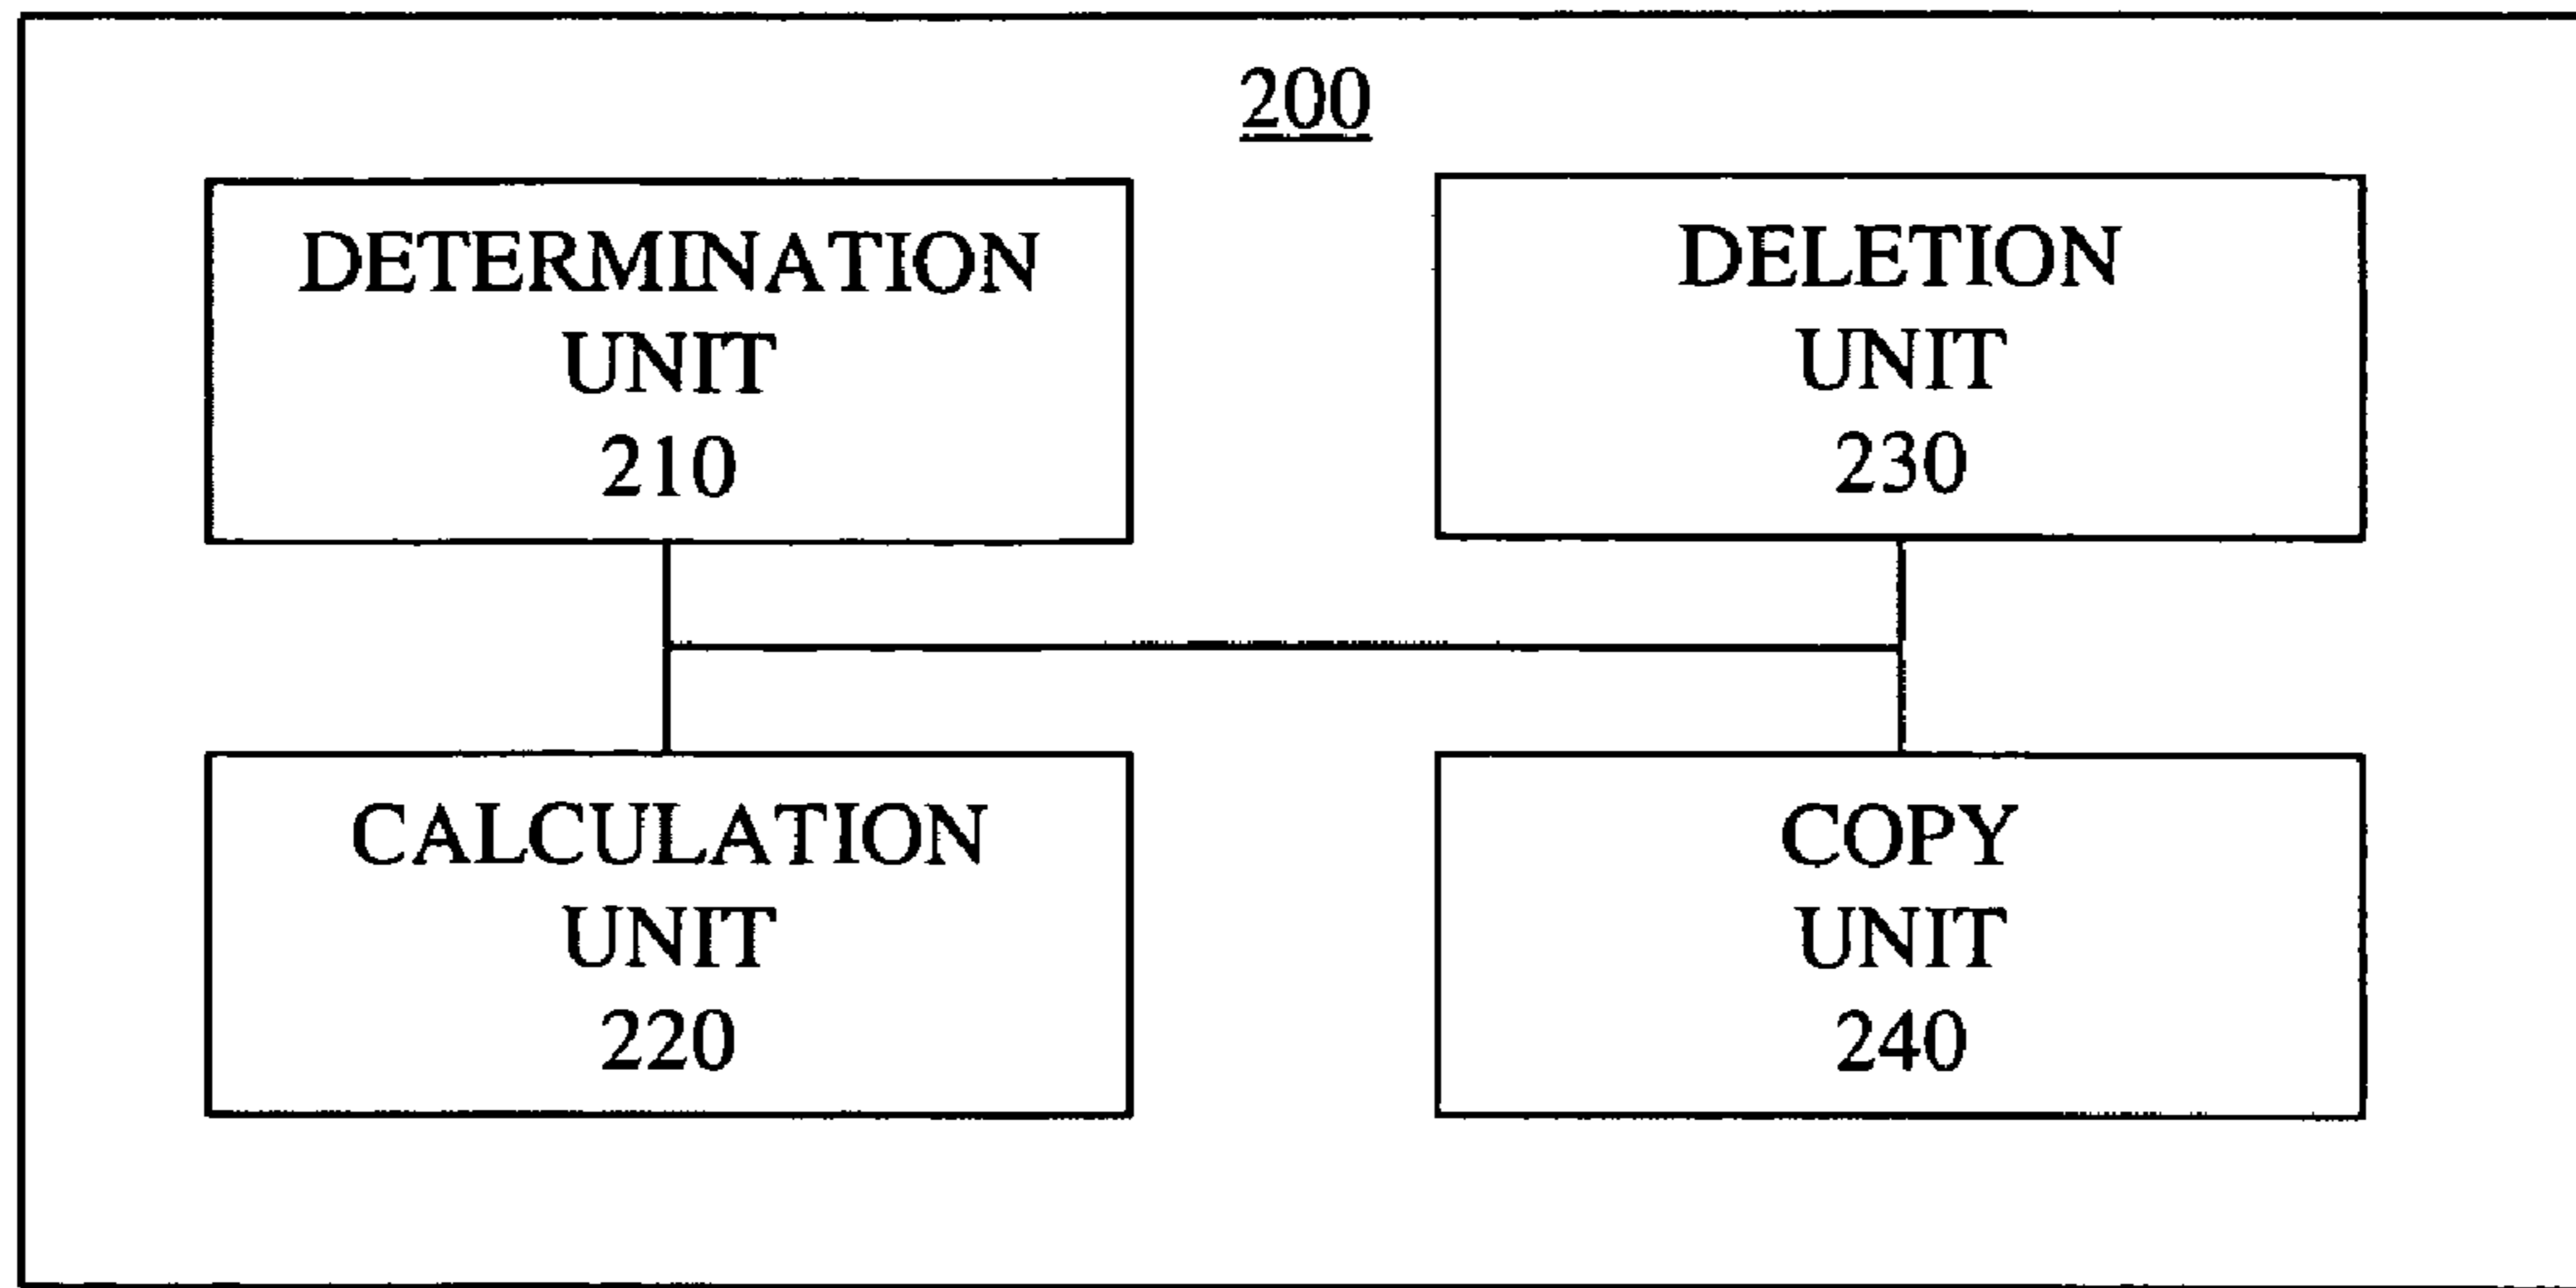 200
DETERMINATION
UNIT
210
DELETION
UNIT
230
CALCULATION
UNIT
220
COPY
UNIT
240